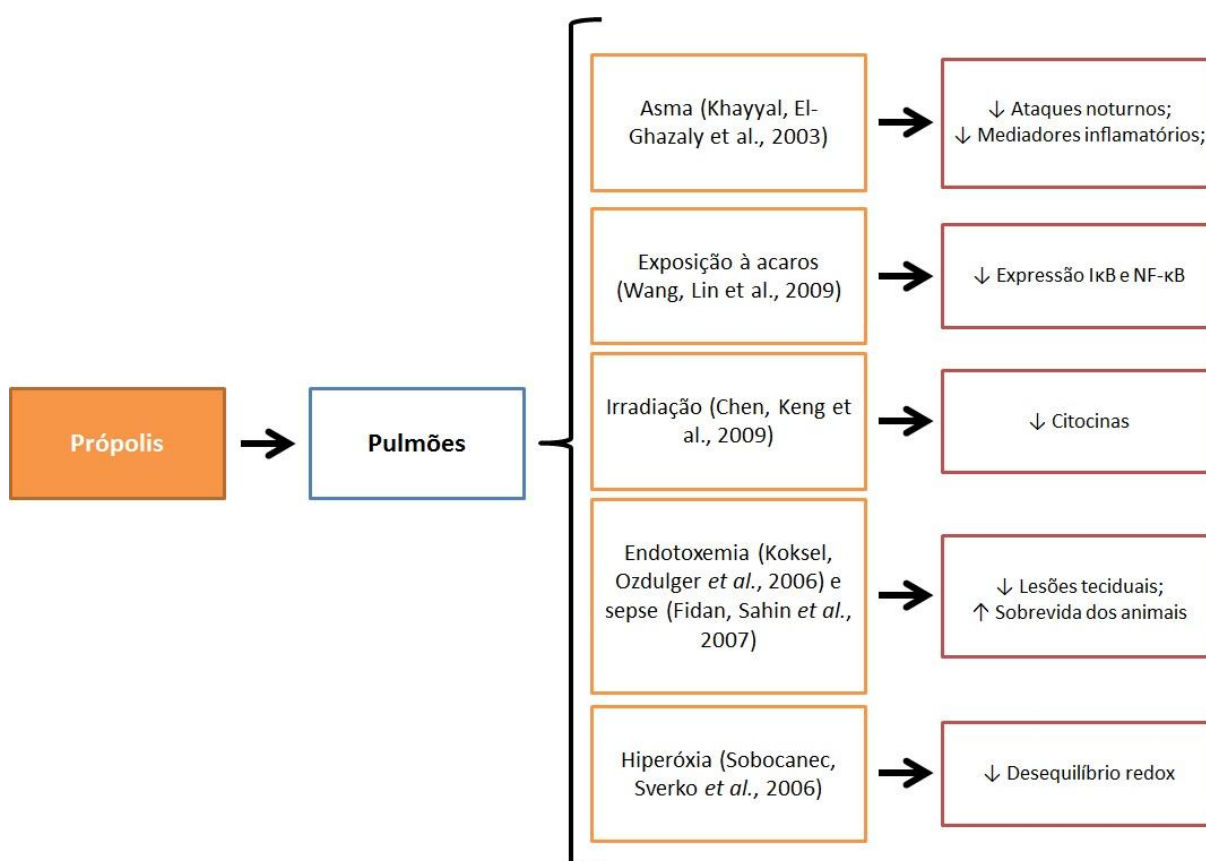 Própolis
Pulmões
Asma (Khayyal, El-
Ghazaly et al., 2003)
↓ Ataques noturnos;
↓ Mediadores inflamatórios;
Exposição à acaros
(Wang, Lin et al., 2009)
↓ Expressão IκB e NF-κB
Irradiação (Chen, Keng et
al., 2009)
↓ Citocinas
Endotoxemia (Koksel,
Ozdulger et al., 2006) e
sepse (Fidan, Sahin et al.,
2007)
↓ Lesões teciduais;
↑ Sobrevida dos animais
Hiperóxia (Sobocanec,
Sverko et al., 2006)
↓ Desequilíbrio redox